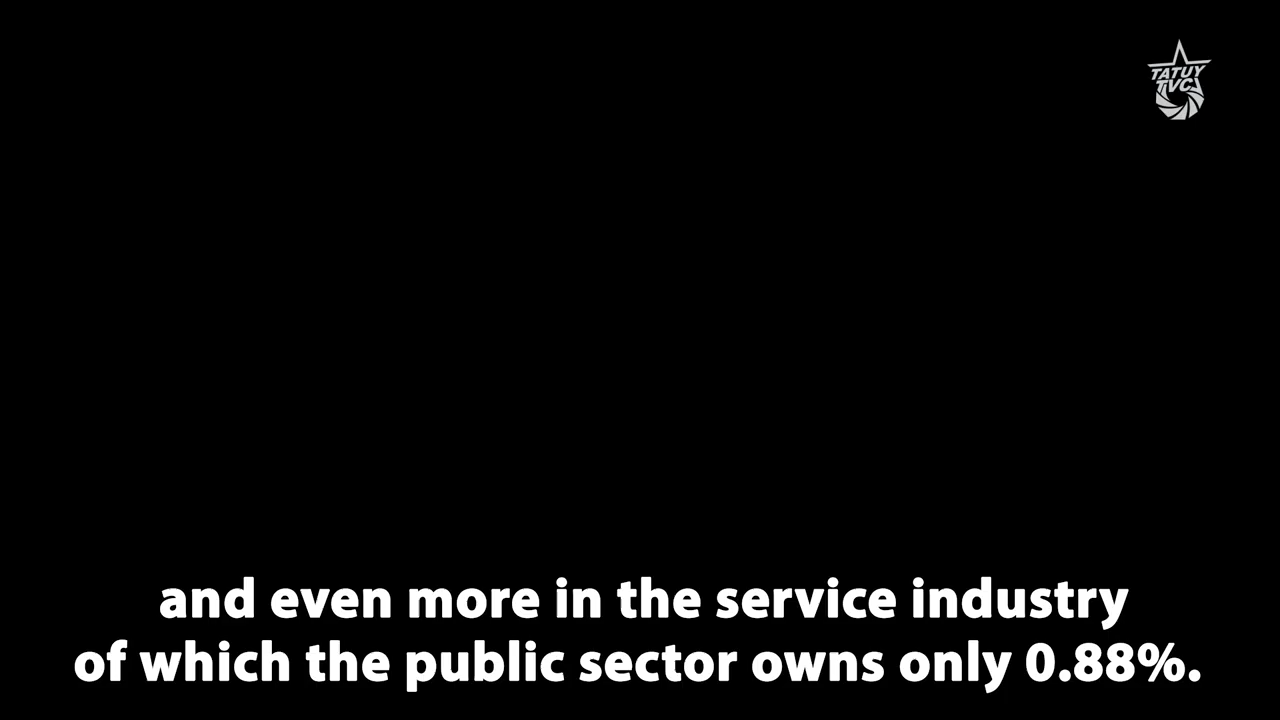 TATUY
TVC
and even more in the service industry
of which the public sector owns only 0.88%.